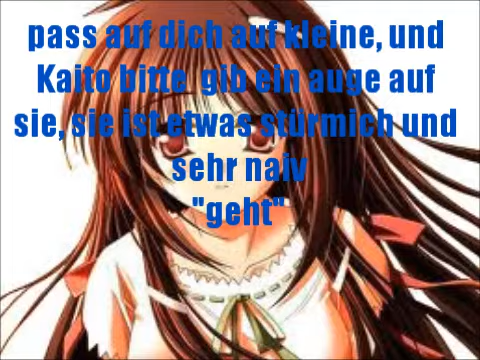 pass auf dich auf kleine, und
Kaito bitte  gib ein auge auf
sie, sie ist etwas stürmich und
sehr naiv
"geht"